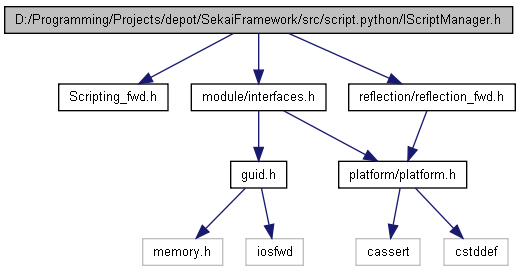 D:/Programming/Projects/depot/SekaiFramework/src/script.python/IScriptManager.h
Scripting_fwd.h
module/interfaces.h
reflection/reflection_fwd.h
guid.h
platform/platform.h
memory.h
iosfwd
cassert
cstddef